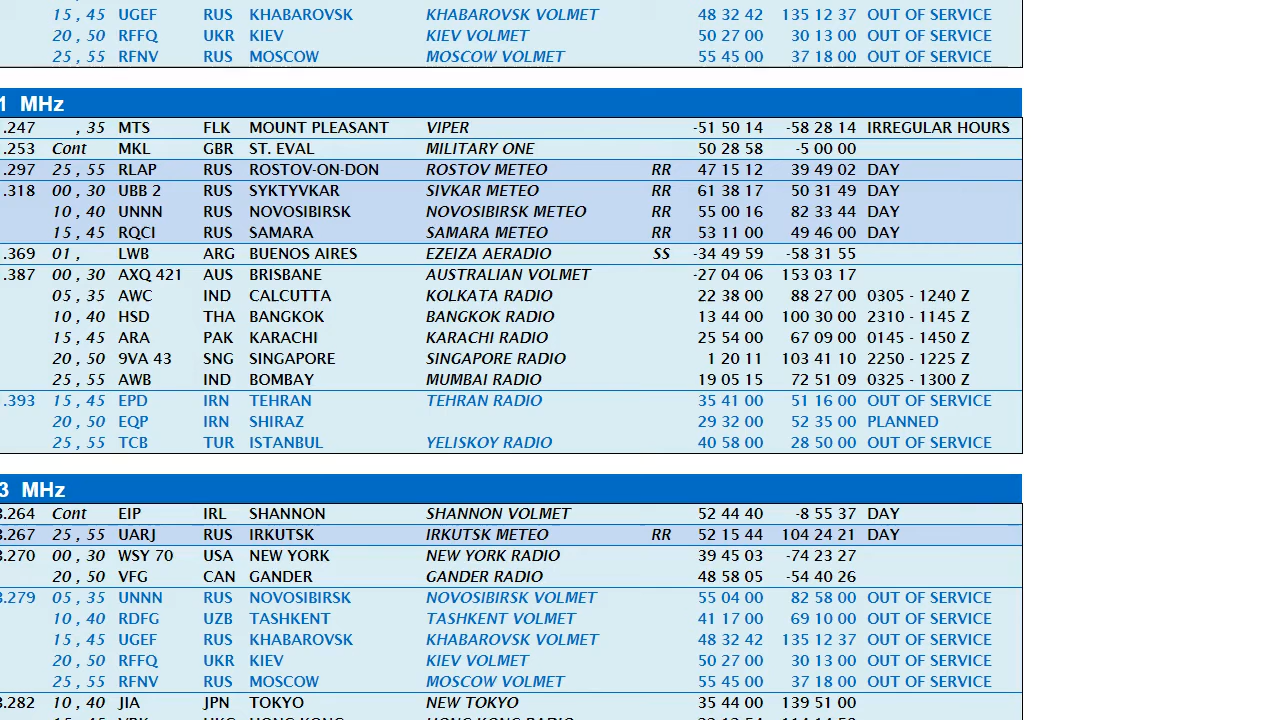 15 , 45 UGEF RUS KHABAROVSK KHABAROVSK VOLMET 48 32 42 135 12 37 OUT OF SERVICE
20 , 50 RFFQ UKR KIEV KIEV VOLMET 50 27 00 30 13 00 OUT OF SERVICE
25 , 55 RFNV RUS MOSCOW MOSCOW VOLMET 55 45 00 37 18 00 OUT OF SERVICE
1 MHz
.247 , 35 MTS FLK MOUNT PLEASANT VIPER -51 50 14 -58 28 14 IRREGULAR HOURS
.253 Cont MKL GBR ST. EVAL MILITARY ONE 50 28 58 -5 00 00
.297 25 , 55 RLAP RUS ROSTOV-ON-DON ROSTOV METEO RR 47 15 12 39 49 02 DAY
.318 00 , 30 UBB 2 RUS SYKTYVKAR SIVKAR METEO RR 61 38 17 50 31 49 DAY
10 , 40 UNNN RUS NOVOSIBIRSK NOVOSIBIRSK METEO RR 55 00 16 82 33 44 DAY
15 , 45 RQCI RUS SAMARA SAMARA METEO RR 53 11 00 49 46 00 DAY
.369 01 , LWB ARG BUENOS AIRES EZEIZA AERADIO SS -34 49 59 -58 31 55
.387 00 , 30 AXQ 421 AUS BRISBANE AUSTRALIAN VOLMET -27 04 06 153 03 17
05 , 35 AWC IND CALCUTTA KOLKATA RADIO 22 38 00 88 27 00 0305 - 1240 Z
10 , 40 HSD THA BANGKOK BANGKOK RADIO 13 44 00 100 30 00 2310 - 1145 Z
15 , 45 ARA PAK KARACHI KARACHI RADIO 25 54 00 67 09 00 0145 - 1450 Z
20 , 50 9VA 43 SNG SINGAPORE SINGAPORE RADIO 1 20 11 103 41 10 2250 - 1225 Z
25 , 55 AWB IND BOMBAY MUMBAI RADIO 19 05 15 72 51 09 0325 - 1300 Z
.393 15 , 45 EPD IRN TEHRAN TEHRAN RADIO 35 41 00 51 16 00 OUT OF SERVICE
20 , 50 EQP IRN SHIRAZ 29 32 00 52 35 00 PLANNED
25 , 55 TCB TUR ISTANBUL YELISKOY RADIO 40 58 00 28 50 00 OUT OF SERVICE
3 MHz
3.264 Cont EIP IRL SHANNON SHANNON VOLMET 52 44 40 -8 55 37 DAY
3.267 25 , 55 UARJ RUS IRKUTSK IRKUTSK METEO RR 52 15 44 104 24 21 DAY
3.270 00 , 30 WSY 70 USA NEW YORK NEW YORK RADIO 39 45 03 -74 23 27
20 , 50 VFG CAN GANDER GANDER RADIO 48 58 05 -54 40 26
3.279 05 , 35 UNNN RUS NOVOSIBIRSK NOVOSIBIRSK VOLMET 55 04 00 82 58 00 OUT OF SERVICE
10 , 40 RDFG UZB TASHKENT TASHKENT VOLMET 41 17 00 69 10 00 OUT OF SERVICE
15 , 45 UGEF RUS KHABAROVSK KHABAROVSK VOLMET 48 32 42 135 12 37 OUT OF SERVICE
20 , 50 RFFQ UKR KIEV KIEV VOLMET 50 27 00 30 13 00 OUT OF SERVICE
25 , 55 RFNV RUS MOSCOW MOSCOW VOLMET 55 45 00 37 18 00 OUT OF SERVICE
3.282 10 , 40 JIA JPN TOKYO NEW TOKYO 35 44 00 139 51 00